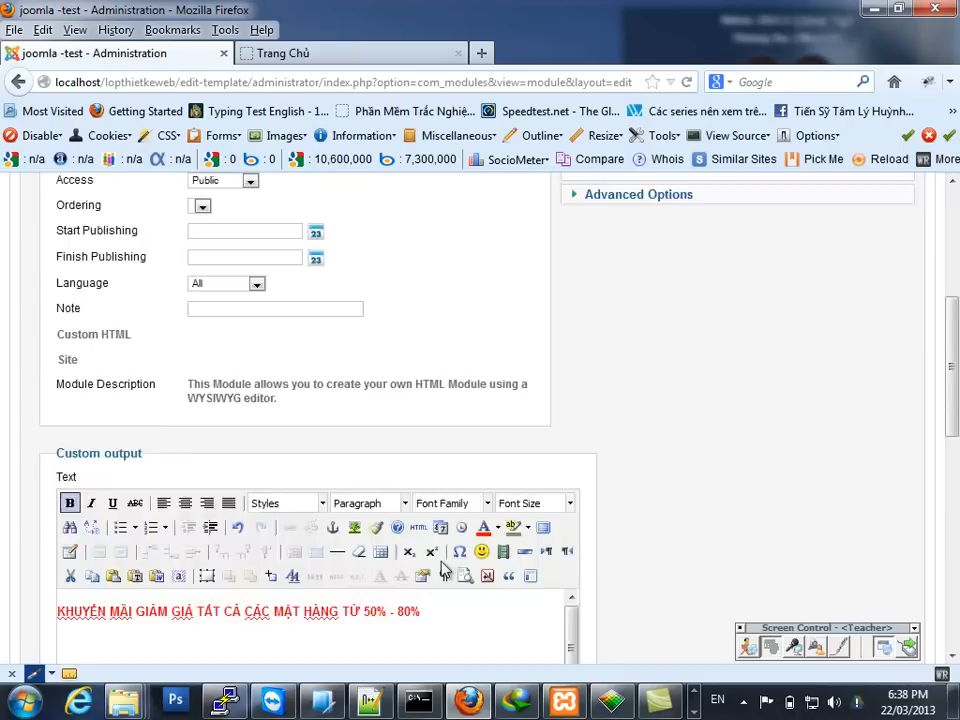 joomla -test - Administration - Mozilla Firefox
File Edit View History Bookmarks Tools Help
joomla -test - Administration
Trang Chủ
localhost/lopthietkeweb/edit-template/administrator/index.php?option=com_modules&view=module&layout=edit
Google
Most Visited Getting Started Typing Test English - 1... Phần Mềm Trắc Nghiệ... Speedtest.net - The Gl... Các series nên xem trê... Tiến Sỹ Tâm Lý Huỳnh...
Disable Cookies CSS Forms Images Information Miscellaneous Outline Resize Tools View Source Options
: n/a : n/a : n/a : n/a : 0 : 0 : 10,600,000 : 7,300,000 SocioMeter Compare Whois Similar Sites Pick Me Reload More
Access Public
Advanced Options
Ordering
Start Publishing 23
Finish Publishing 23
Language All
Note
Custom HTML
Site
Module Description This Module allows you to create your own HTML Module using a
WYSIWYG editor.
Custom output
Text
B I U ABC Styles Paragraph Font Family Font Size
HTML
KHUYẾN MÃI GIẢM GIÁ TẤT CẢ CÁC MẶT HÀNG TỪ 50% - 80%
Screen Control - <Teacher>
WR
EN
6:38 PM
22/03/2013